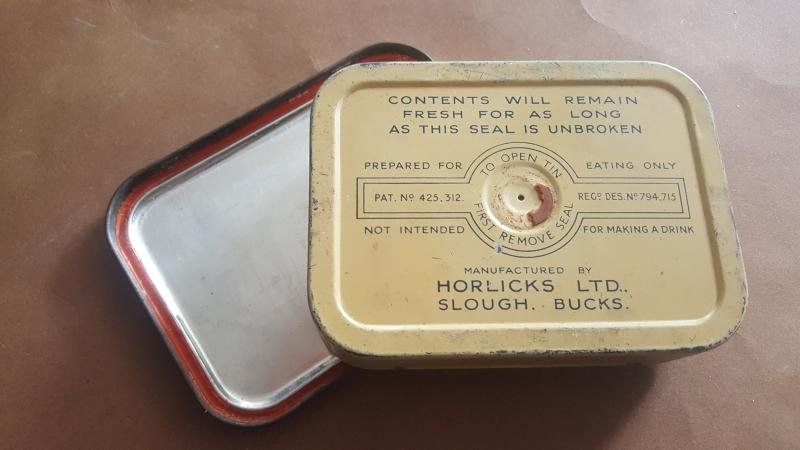 CONTENTS WILL REMAIN
FRESH FOR AS LONG
AS THIS SEAL IS UNBROKEN
PREPARED FOR
TO OPEN TIN
EATING ONLY
PAT. Nº 425,312.
REGᴰ DES. Nº 794,715
FIRST REMOVE SEAL
NOT INTENDED
FOR MAKING A DRINK
MANUFACTURED BY
HORLICKS LTD.,
SLOUGH. BUCKS.